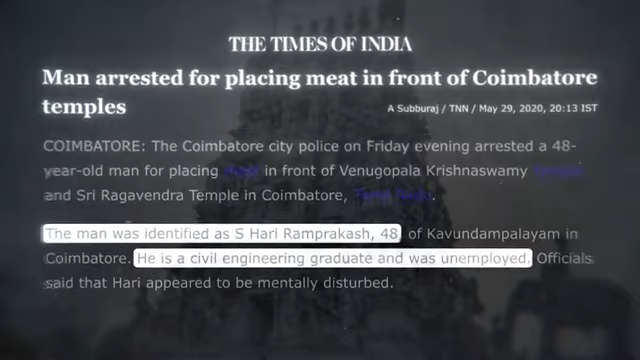 THE TIMES OF INDIA
Man arrested for placing meat in front of Coimbatore
temples
A Subburaj / TNN / May 29, 2020, 20:13 IST
COIMBATORE: The Coimbatore city police on Friday evening arrested a 48-
year-old man for placing meat in front of Venugopala Krishnaswamy
and Sri Ragavendra Temple in Coimbatore, Tamil Nadu.
The man was identified as S Hari Ramprakash, 48 of Kavundampalayam in
Coimbatore. He is a civil engineering graduate and was unemployed. Officials
said that Hari appeared to be mentally disturbed.